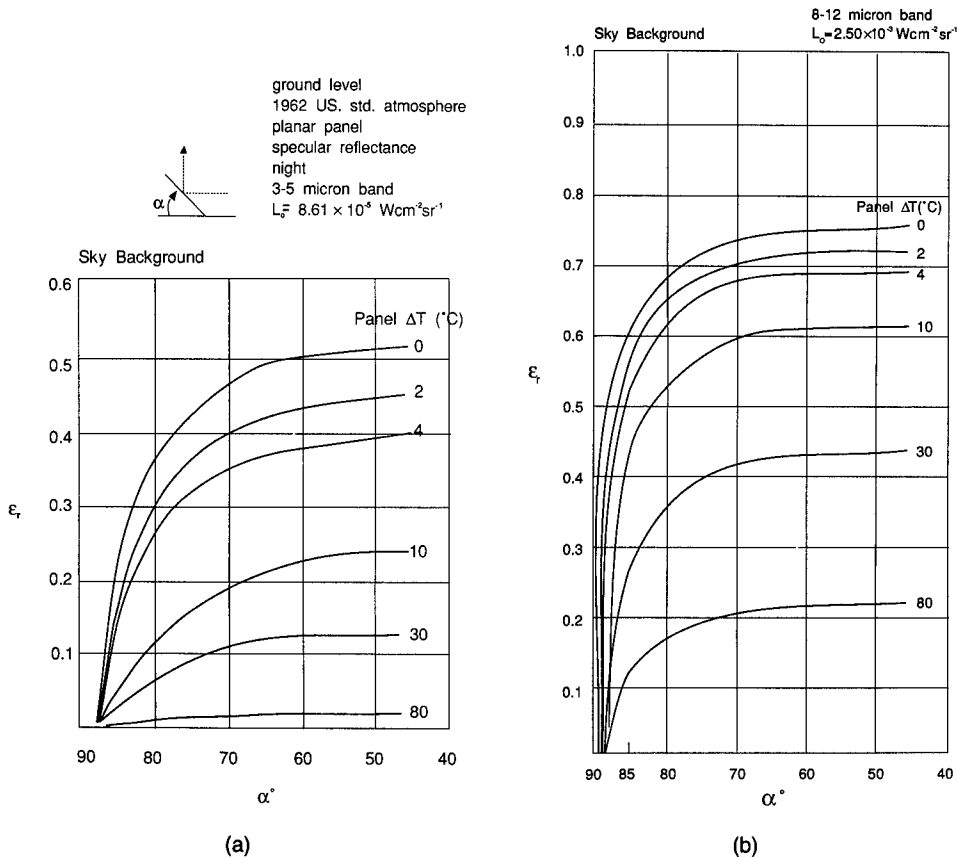 ground level
1962 US. std. atmosphere
planar panel
specular reflectance
night
3-5 micron band
L₀= 8.61 × 10⁻⁵ Wcm⁻²sr⁻¹
α
Sky Background
Panel ΔT (°C)
0
2
4
10
30
80
0.6
0.5
0.4
0.3
0.2
0.1
εᵣ
90
80
70
60
50
40
α°
(a)
8-12 micron band
L₀=2.50×10⁻³ Wcm⁻²sr⁻¹
Sky Background
Panel ΔT(°C)
0
2
4
10
30
80
1.0
0.9
0.8
0.7
0.6
0.5
0.4
0.3
0.2
0.1
εᵣ
90
85
80
70
60
50
40
α°
(b)